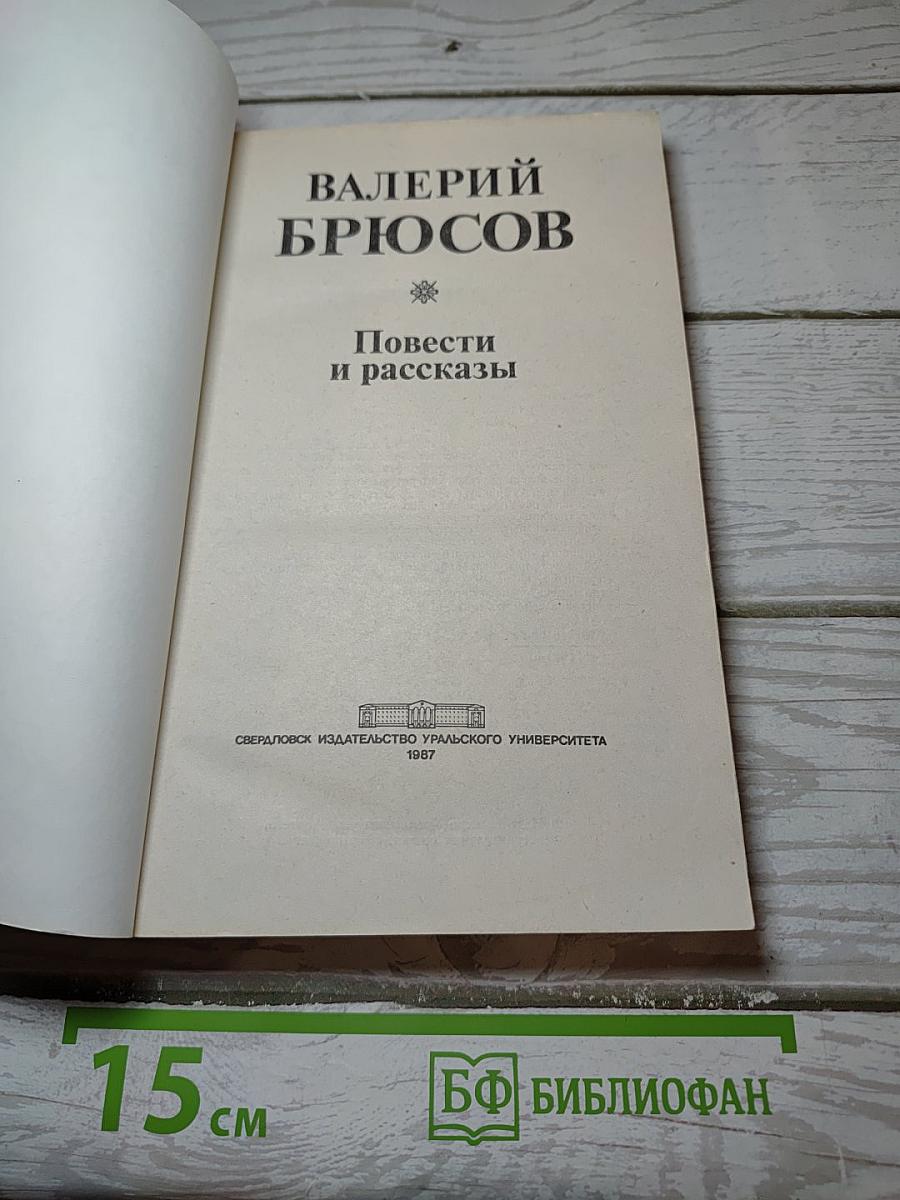 ВАЛЕРИЙ
БРЮСОВ
Повести
и рассказы
СВЕРДЛОВСК ИЗДАТЕЛЬСТВО УРАЛЬСКОГО УНИВЕРСИТЕТА
1987
15 см
БФ БИБЛИОФАН